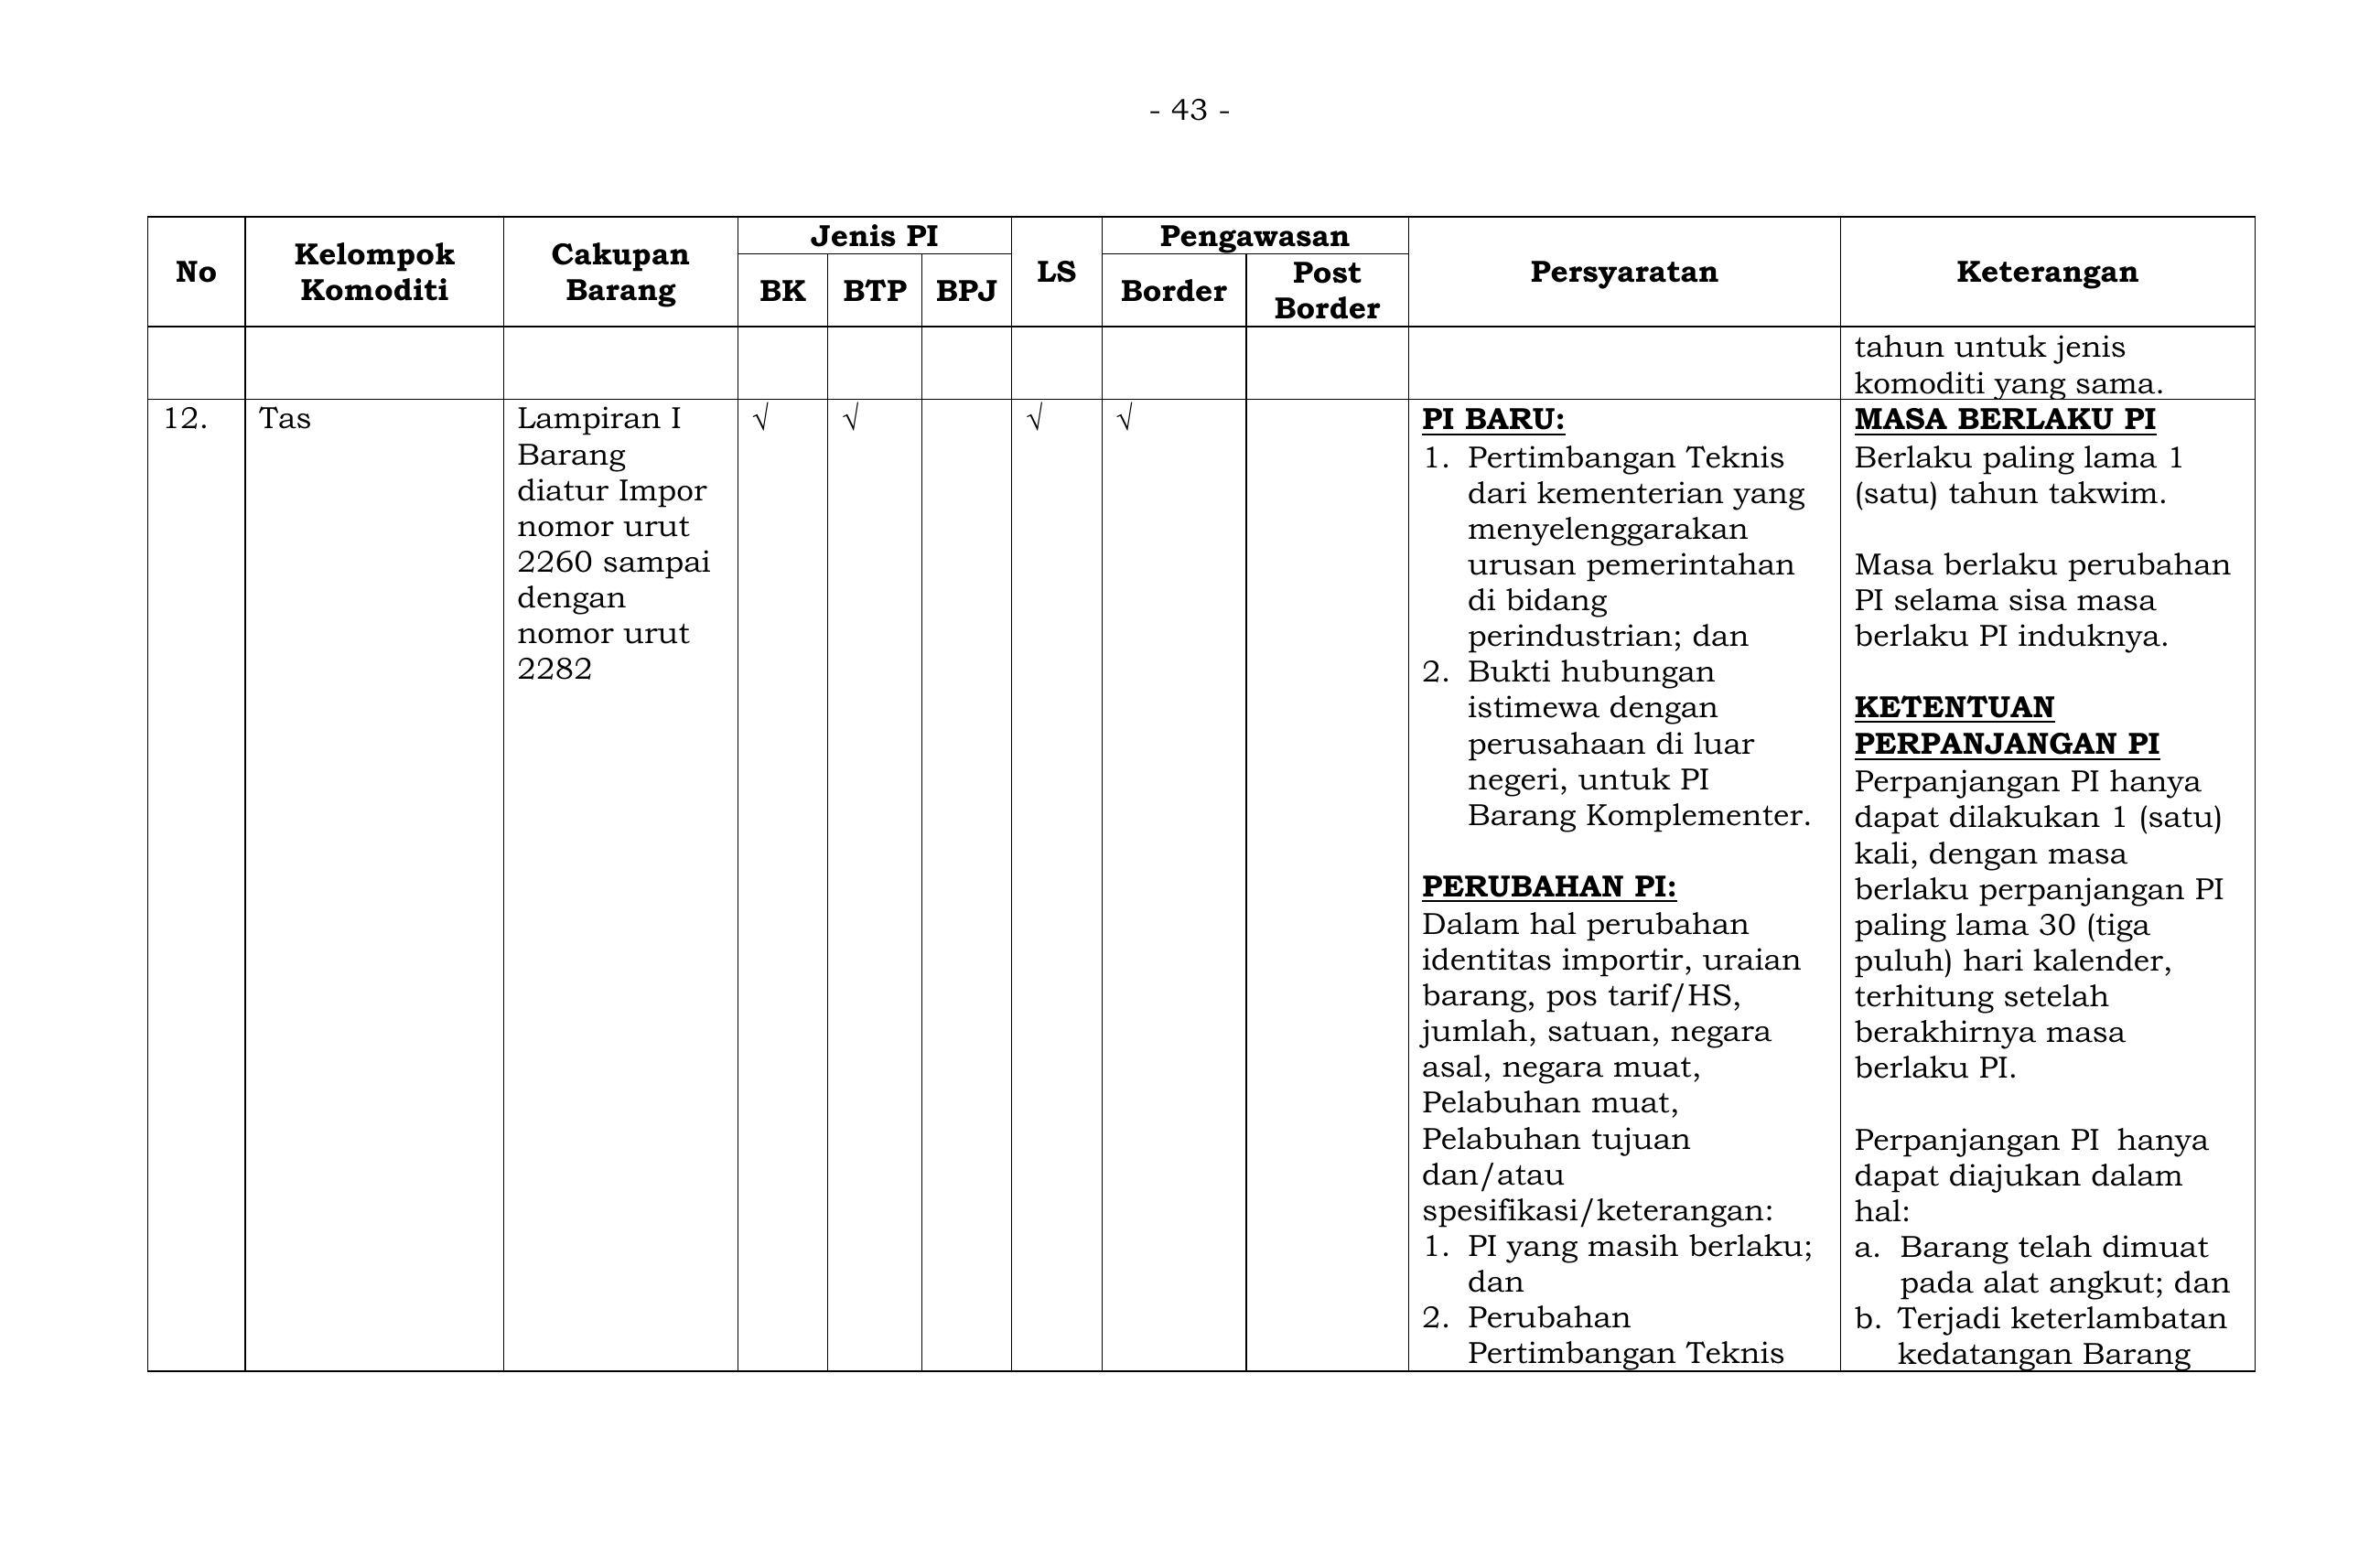 - 43 -
No
Kelompok
Komoditi
Cakupan
Barang
Jenis PI
BK
BTP
BPJ
LS
Pengawasan
Border
Post
Border
Persyaratan
Keterangan
tahun untuk jenis
komoditi yang sama.
12.
Tas
Lampiran I
Barang
diatur Impor
nomor urut
2260 sampai
dengan
nomor urut
2282
√
√
√
√
PI BARU:
1. Pertimbangan Teknis
dari kementerian yang
menyelenggarakan
urusan pemerintahan
di bidang
perindustrian; dan
2. Bukti hubungan
istimewa dengan
perusahaan di luar
negeri, untuk PI
Barang Komplementer.
PERUBAHAN PI:
Dalam hal perubahan
identitas importir, uraian
barang, pos tarif/HS,
jumlah, satuan, negara
asal, negara muat,
Pelabuhan muat,
Pelabuhan tujuan
dan/atau
spesifikasi/keterangan:
1. PI yang masih berlaku;
dan
2. Perubahan
Pertimbangan Teknis
MASA BERLAKU PI
Berlaku paling lama 1
(satu) tahun takwim.
Masa berlaku perubahan
PI selama sisa masa
berlaku PI induknya.
KETENTUAN
PERPANJANGAN PI
Perpanjangan PI hanya
dapat dilakukan 1 (satu)
kali, dengan masa
berlaku perpanjangan PI
paling lama 30 (tiga
puluh) hari kalender,
terhitung setelah
berakhirnya masa
berlaku PI.
Perpanjangan PI hanya
dapat diajukan dalam
hal:
a. Barang telah dimuat
pada alat angkut; dan
b. Terjadi keterlambatan
kedatangan Barang